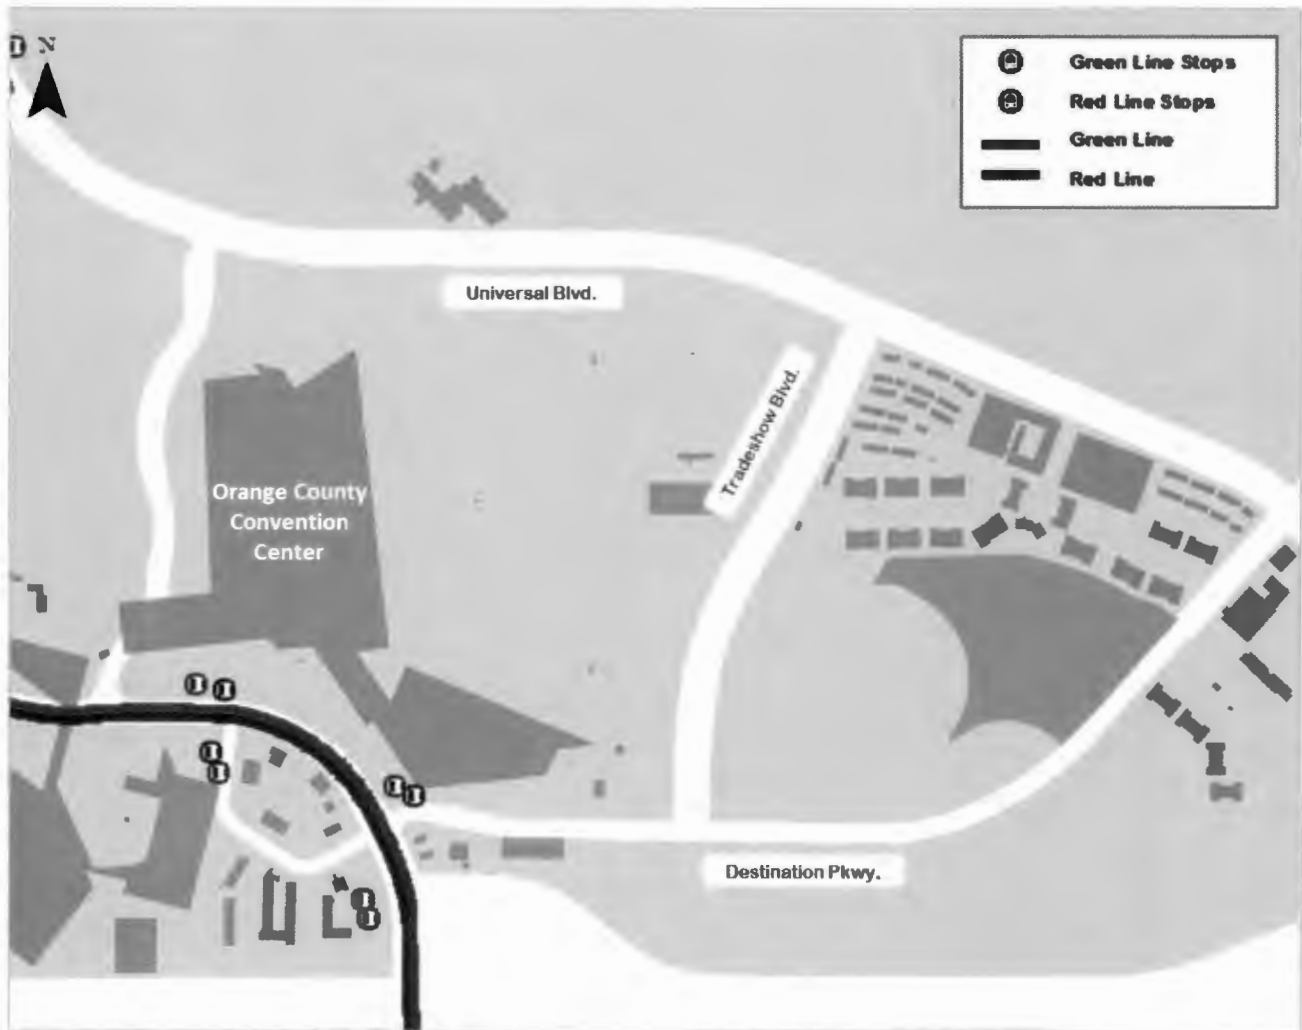 N
Green Line Stops
Red Line Stops
Green Line
Red Line
Universal Blvd.
Tradeshow Blvd.
Orange County
Convention
Center
Destination Pkwy.